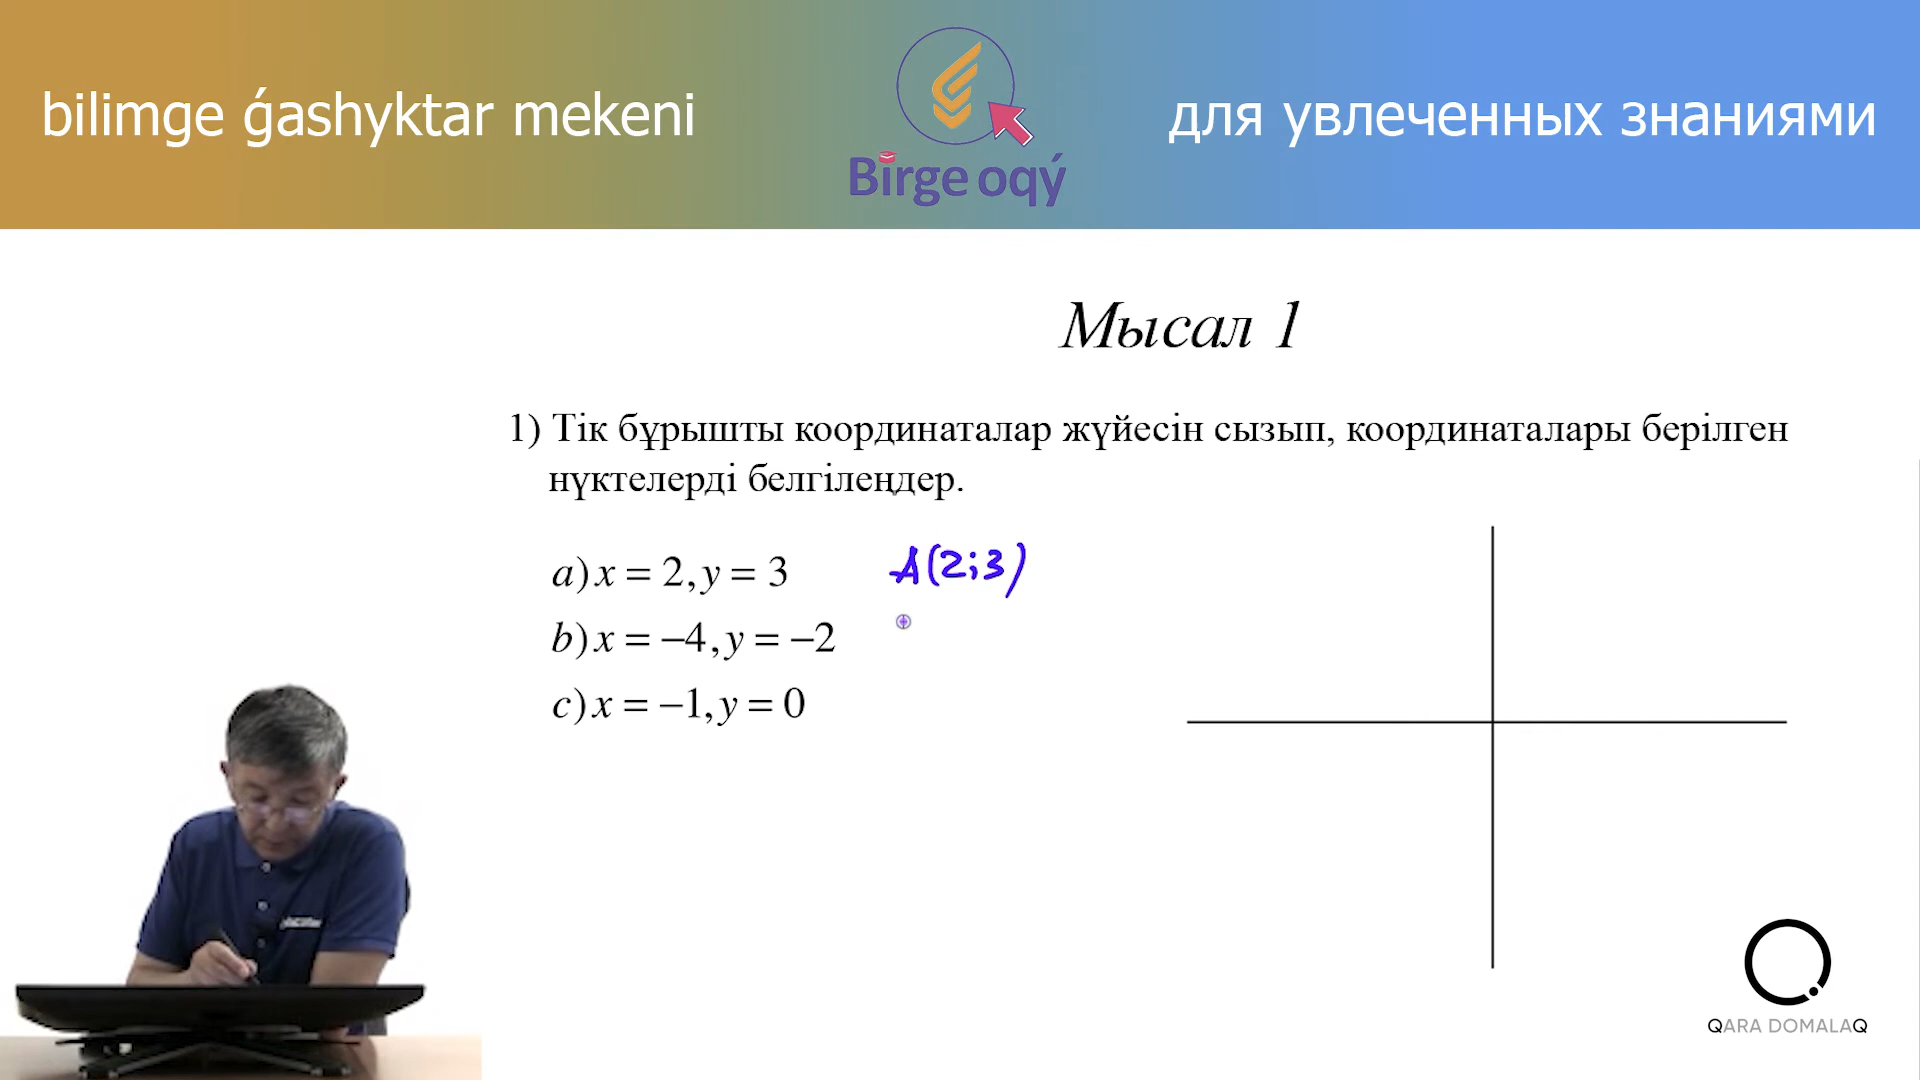 bilimge ǵashyktar mekeni
Birge oqý
для увлеченных знаниями
Мысал 1
1) Тік бұрышты координаталар жүйесін сызып, координаталары берілген
нүктелерді белгілеңдер.
a) x = 2, y = 3
A(2;3)
b) x = −4, y = −2
c) x = −1, y = 0
QARA DOMALAQ